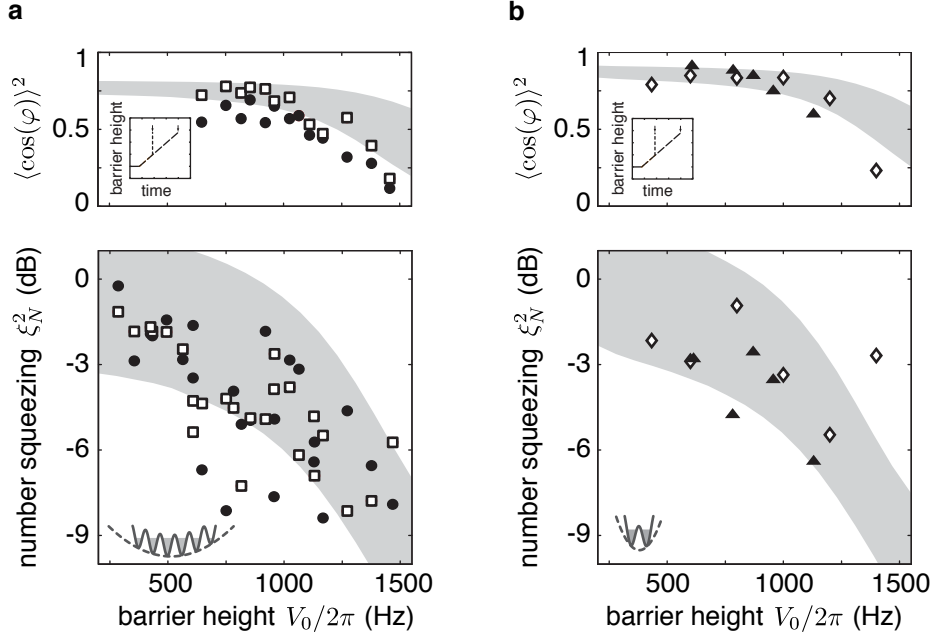 a
b
⟨cos(φ)⟩²
1
0.5
0
barrier height
time
⟨cos(φ)⟩²
1
0.5
0
barrier height
time
number squeezing ξ²_N (dB)
0
-3
-6
-9
500
1000
1500
barrier height V₀/2π (Hz)
number squeezing ξ²_N (dB)
0
-3
-6
-9
500
1000
1500
barrier height V₀/2π (Hz)